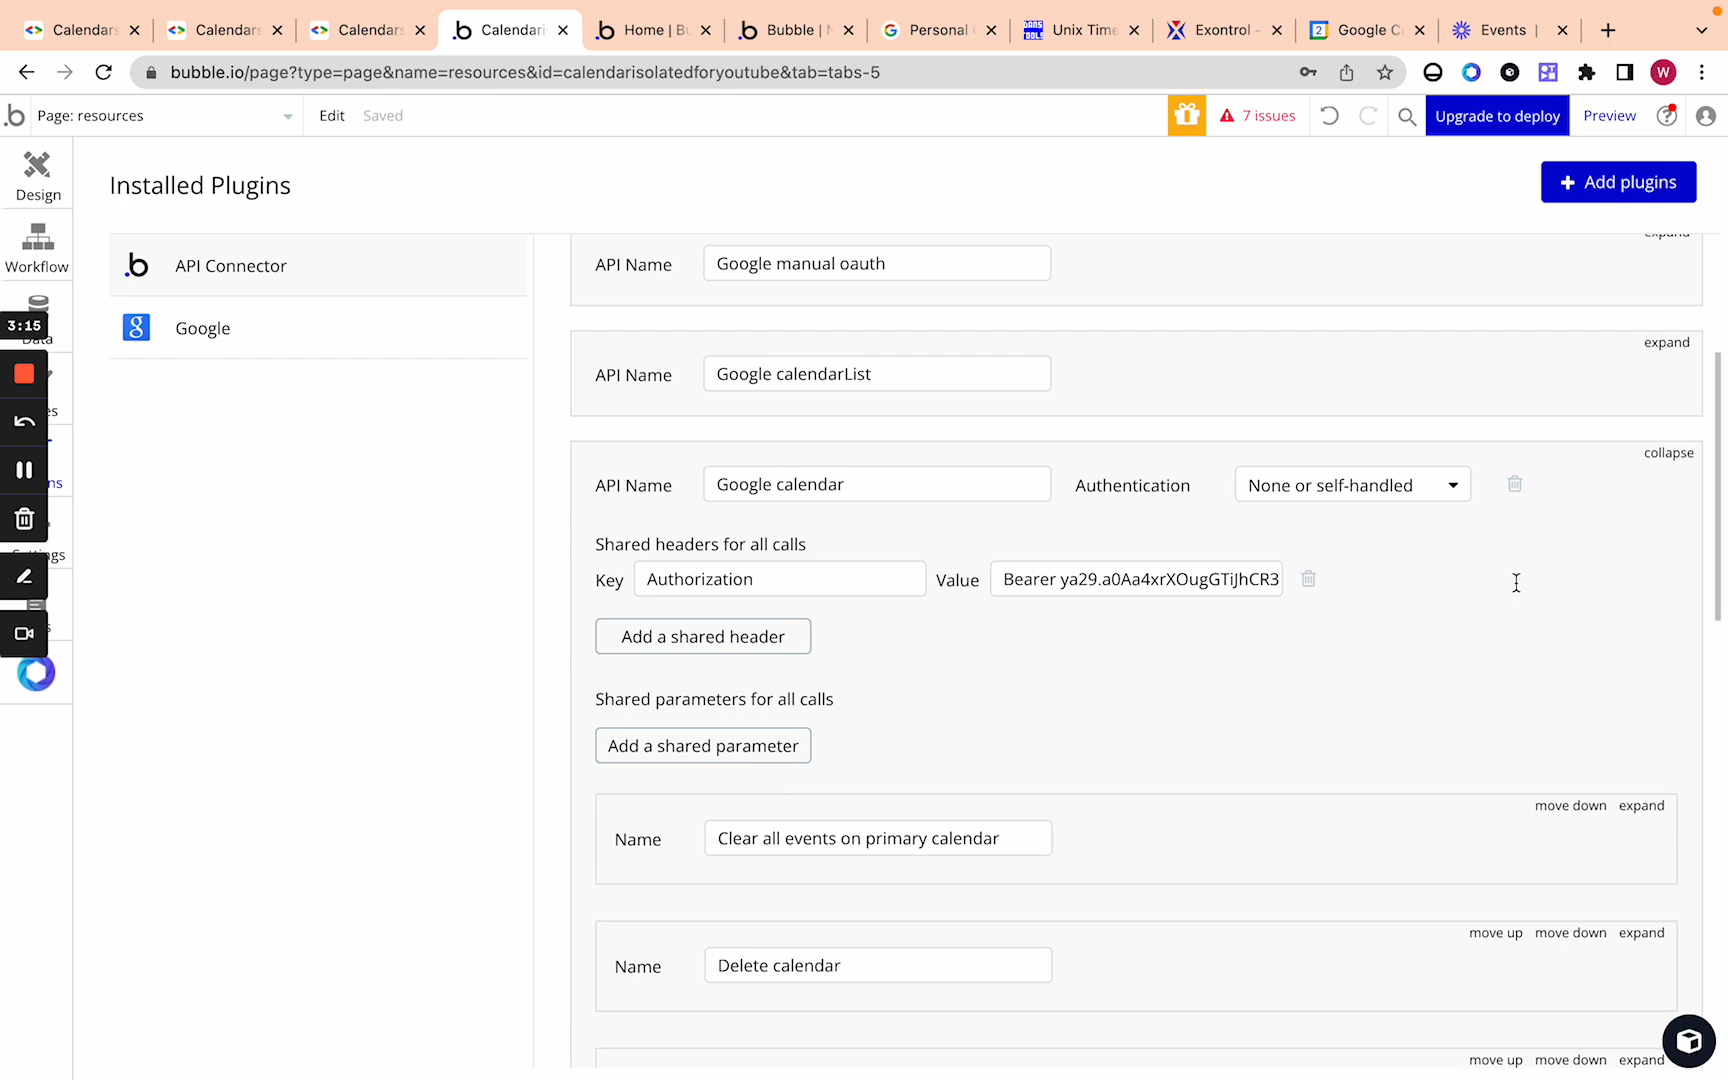 Calendars
Calendars
Calendars
Calendari
Home | Bu
Bubble | N
Personal
Unix Time
Exontrol -
Google Ca
Events |
bubble.io/page?type=page&name=resources&id=calendarisolatedforyoutube&tab=tabs-5
W
Page: resources
Edit
Saved
7 issues
Upgrade to deploy
Preview
Design
Workflow
3:15
Installed Plugins
Add plugins
API Connector
Google
expand
API Name
Google manual oauth
expand
API Name
Google calendarList
collapse
API Name
Google calendar
Authentication
None or self-handled
Shared headers for all calls
Key
Authorization
Value
Bearer ya29.a0Aa4xrXOugGTiJhCR3
Add a shared header
Shared parameters for all calls
Add a shared parameter
move down
expand
Name
Clear all events on primary calendar
move up
move down
expand
Name
Delete calendar
move up
move down
expand